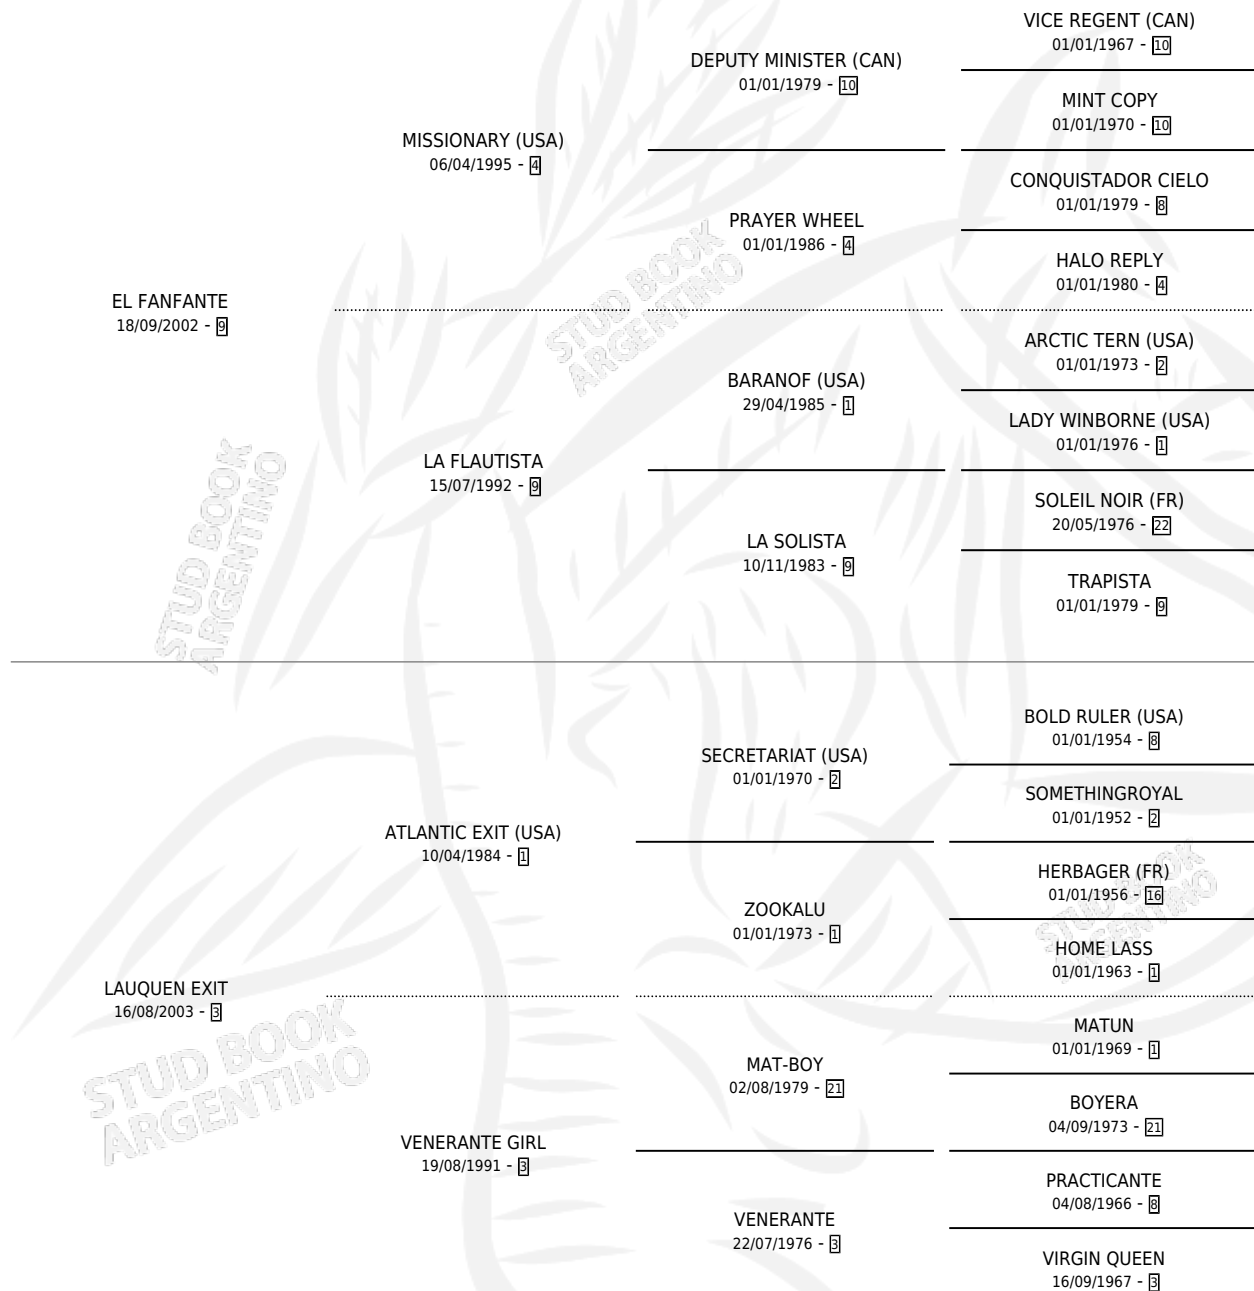 VICE REGENT (CAN)
01/01/1967 - 10
DEPUTY MINISTER (CAN)
01/01/1979 - 10
MINT COPY
01/01/1970 - 10
MISSIONARY (USA)
06/04/1995 - 4
CONQUISTADOR CIELO
01/01/1979 - 8
PRAYER WHEEL
01/01/1986 - 4
HALO REPLY
01/01/1980 - 4
EL FANFANTE
18/09/2002 - 9
ARCTIC TERN (USA)
01/01/1973 - 2
BARANOF (USA)
29/04/1985 - 1
LADY WINBORNE (USA)
01/01/1976 - 1
LA FLAUTISTA
15/07/1992 - 9
SOLEIL NOIR (FR)
20/05/1976 - 22
LA SOLISTA
10/11/1983 - 9
TRAPISTA
01/01/1979 - 9
BOLD RULER (USA)
01/01/1954 - 8
SECRETARIAT (USA)
01/01/1970 - 2
SOMETHINGROYAL
01/01/1952 - 2
ATLANTIC EXIT (USA)
10/04/1984 - 1
HERBAGER (FR)
01/01/1956 - 16
ZOOKALU
01/01/1973 - 1
HOME LASS
01/01/1963 - 1
LAUQUEN EXIT
16/08/2003 - 3
MATUN
01/01/1969 - 1
MAT-BOY
02/08/1979 - 21
BOYERA
04/09/1973 - 21
VENERANTE GIRL
19/08/1991 - 3
PRACTICANTE
04/08/1966 - 8
VENERANTE
22/07/1976 - 3
VIRGIN QUEEN
16/09/1967 - 3
STUD BOOK
ARGENTINO
STUD BOOK
ARGENTINO
STUD BOOK
ARGENTINO
STUD BOOK
ARGENTINO